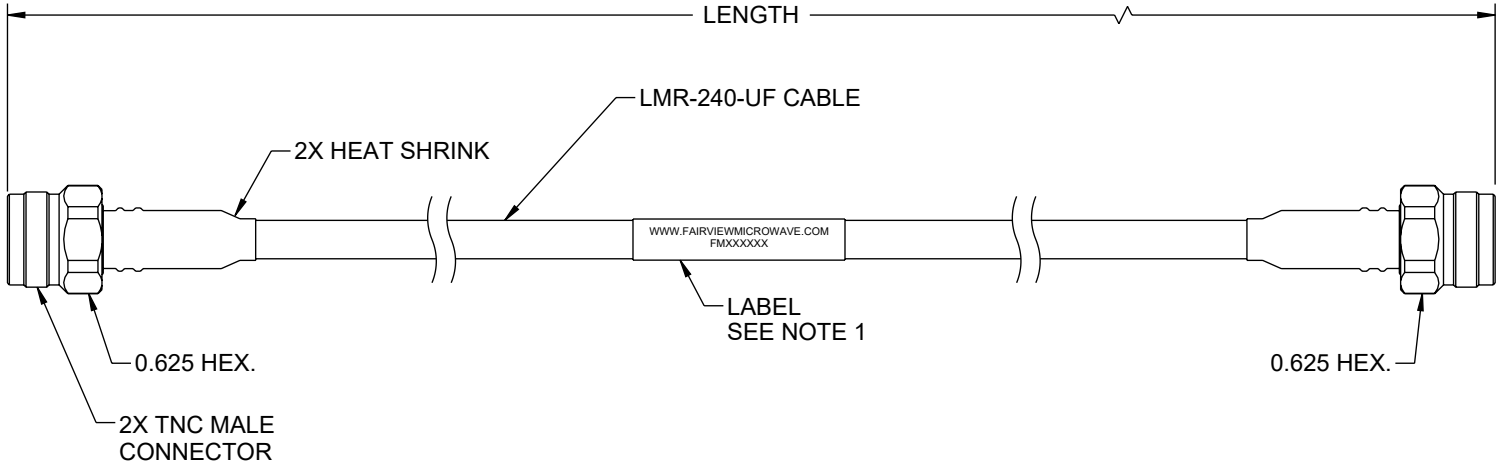 LENGTH
LMR-240-UF CABLE
2X HEAT SHRINK
WWW.FAIRVIEWMICROWAVE.COM
FMXXXXXX
LABEL
SEE NOTE 1
0.625 HEX.
0.625 HEX.
2X TNC MALE
CONNECTOR